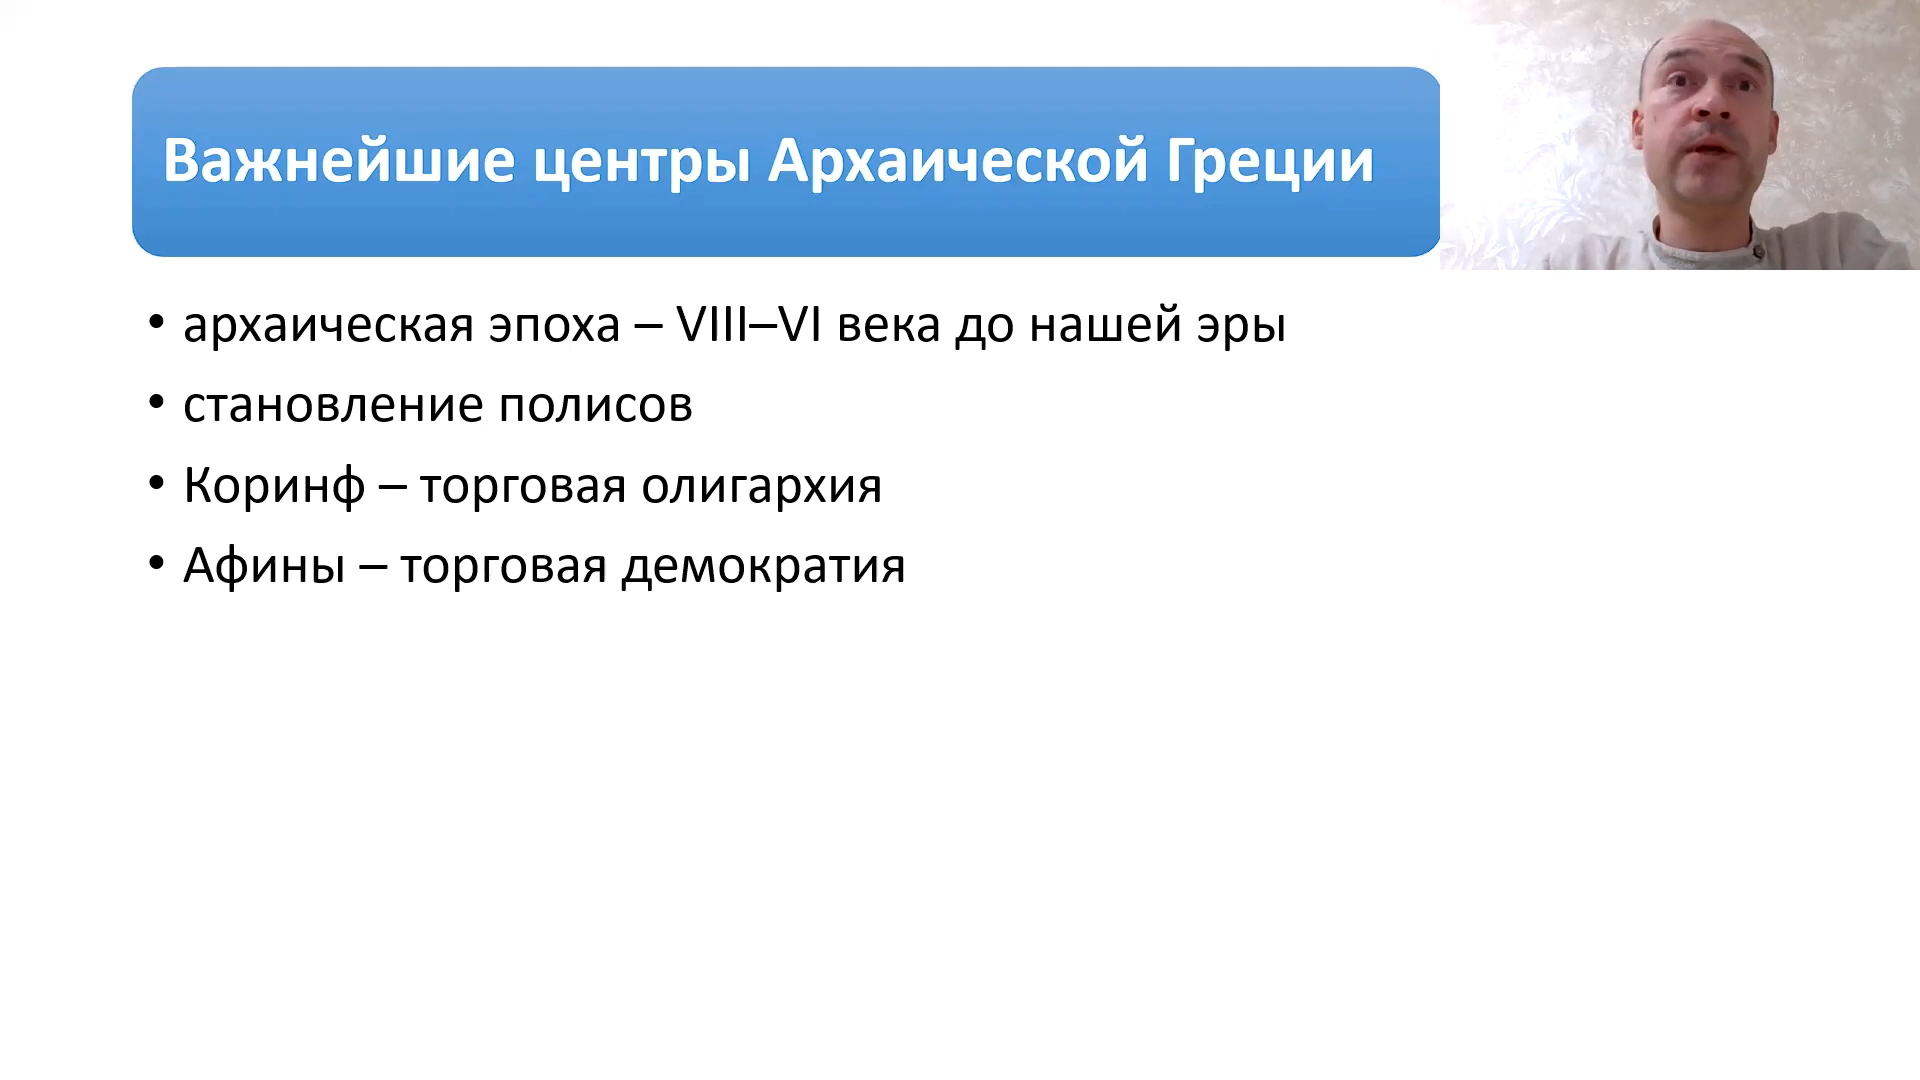 Важнейшие центры Архаической Греции
• архаическая эпоха – VIII–VI века до нашей эры
• становление полисов
• Коринф – торговая олигархия
• Афины – торговая демократия